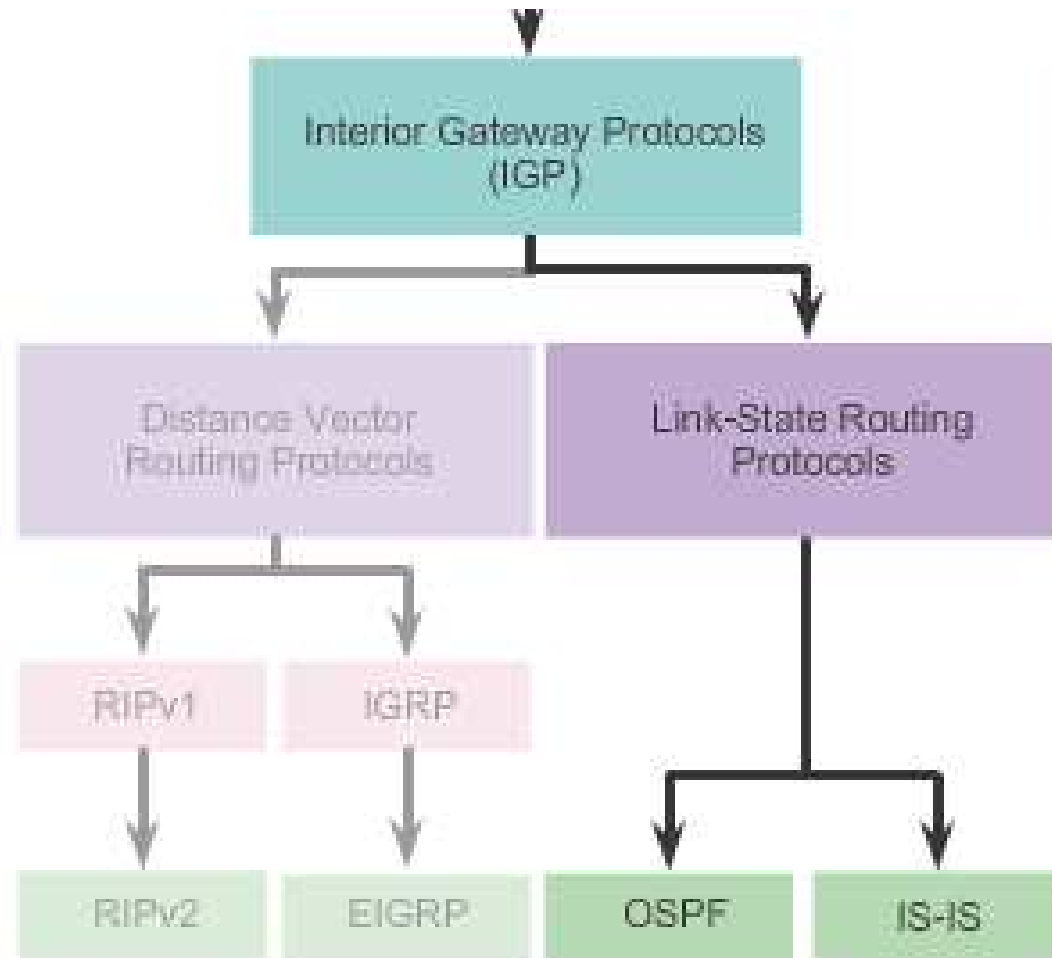 Interior Gateway Protocols
(IGP)
Distance Vector
Routing Protocols
Link-State Routing
Protocols
RIPv1
IGRP
RIPv2
EIGRP
OSPF
IS-IS